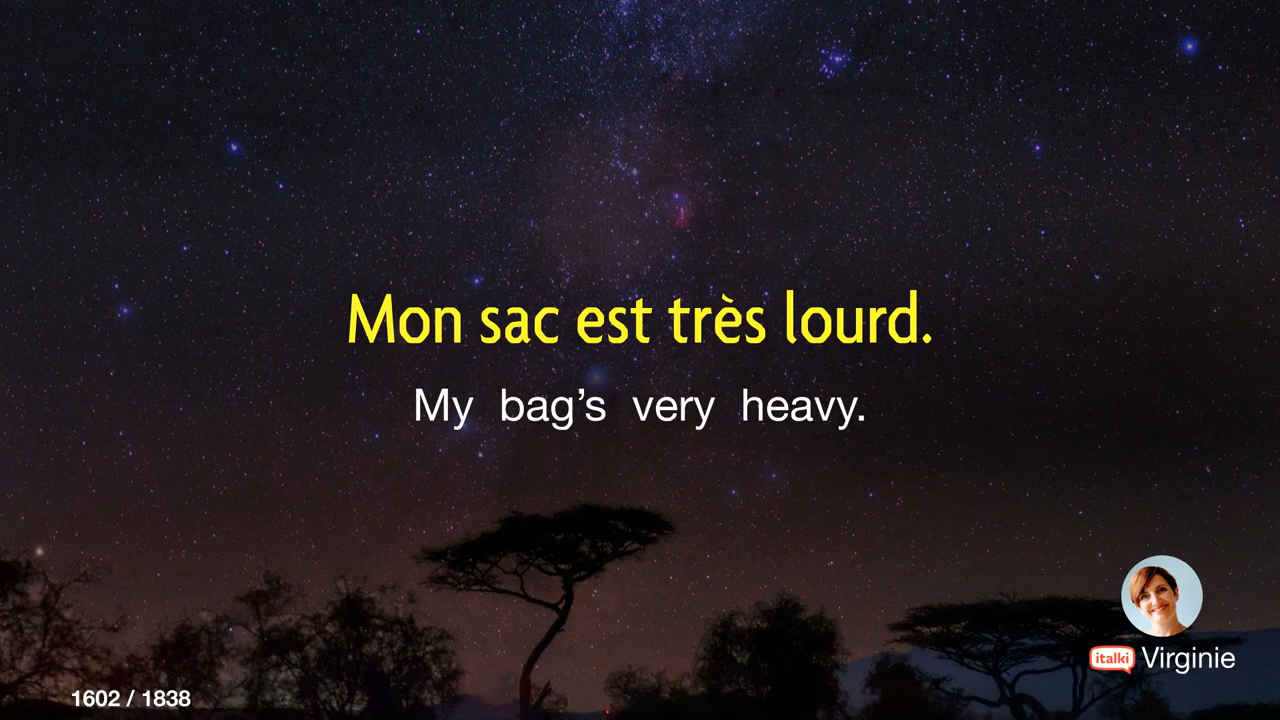 Mon sac est très lourd.
My bag’s very heavy.
italki Virginie
1602 / 1838